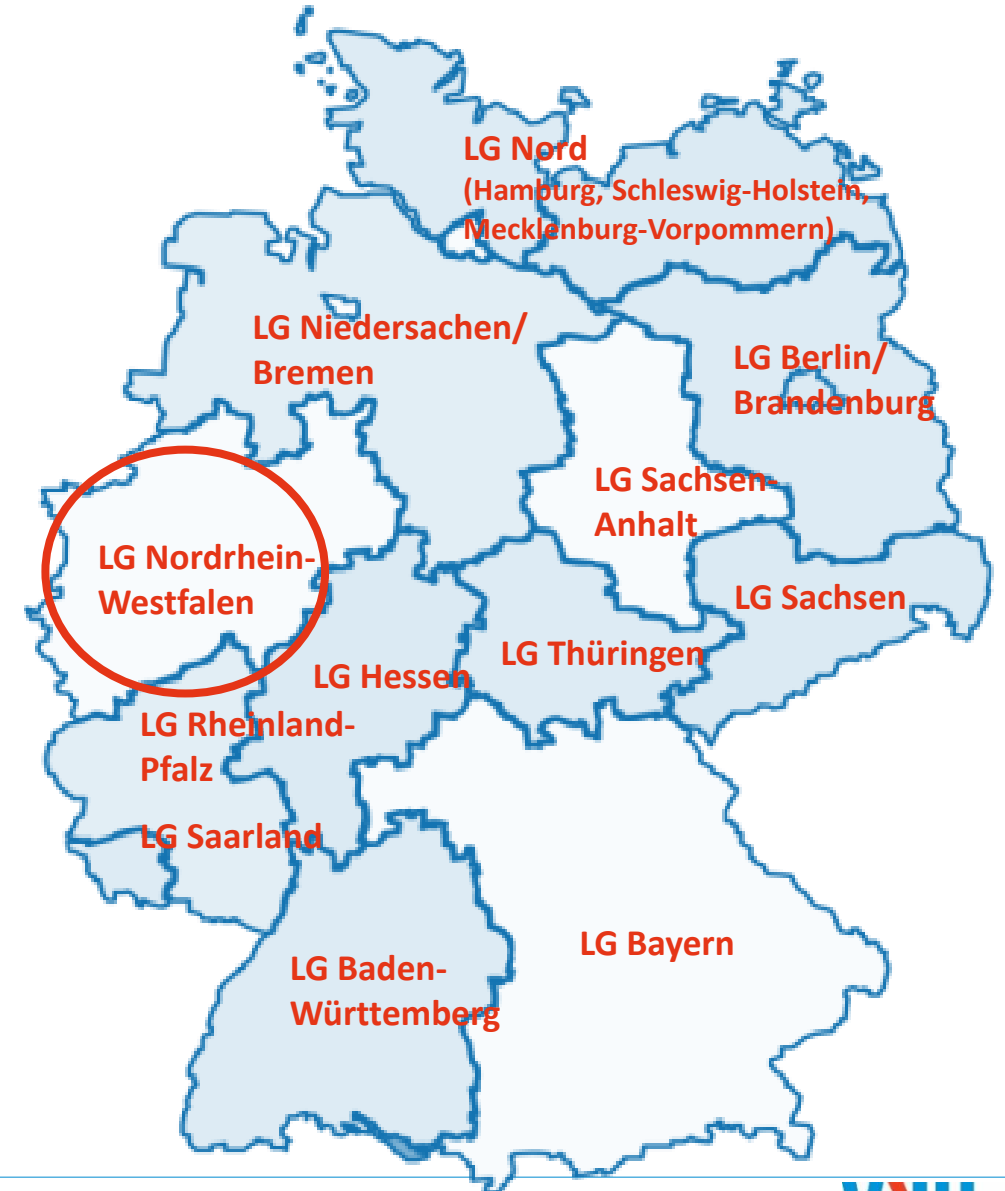 LG Nord
(Hamburg, Schleswig-Holstein,
Mecklenburg-Vorpommern)
LG Niedersachen/
Bremen
LG Berlin/
Brandenburg
LG Sachsen-
Anhalt
LG Nordrhein-
Westfalen
LG Sachsen
LG Thüringen
LG Hessen
LG Rheinland-
Pfalz
LG Saarland
LG Bayern
LG Baden-
Württemberg